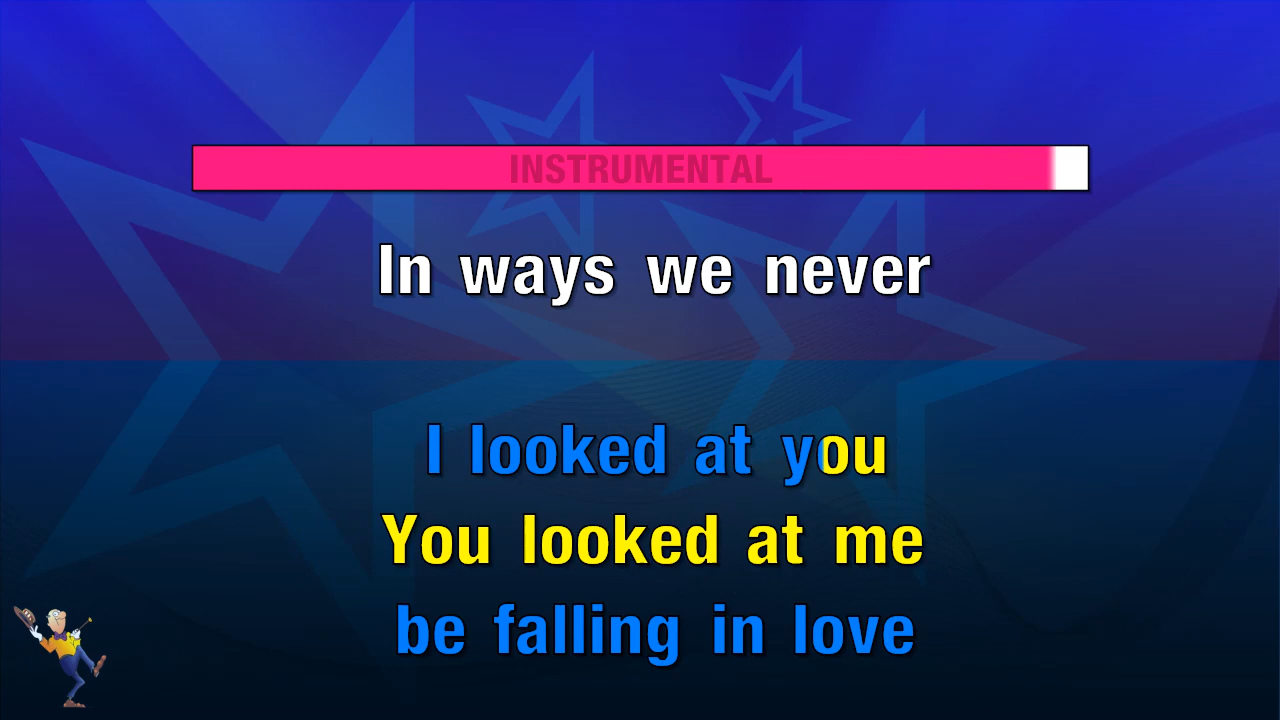 INSTRUMENTAL
In ways we never
I looked at you
You looked at me
be falling in love